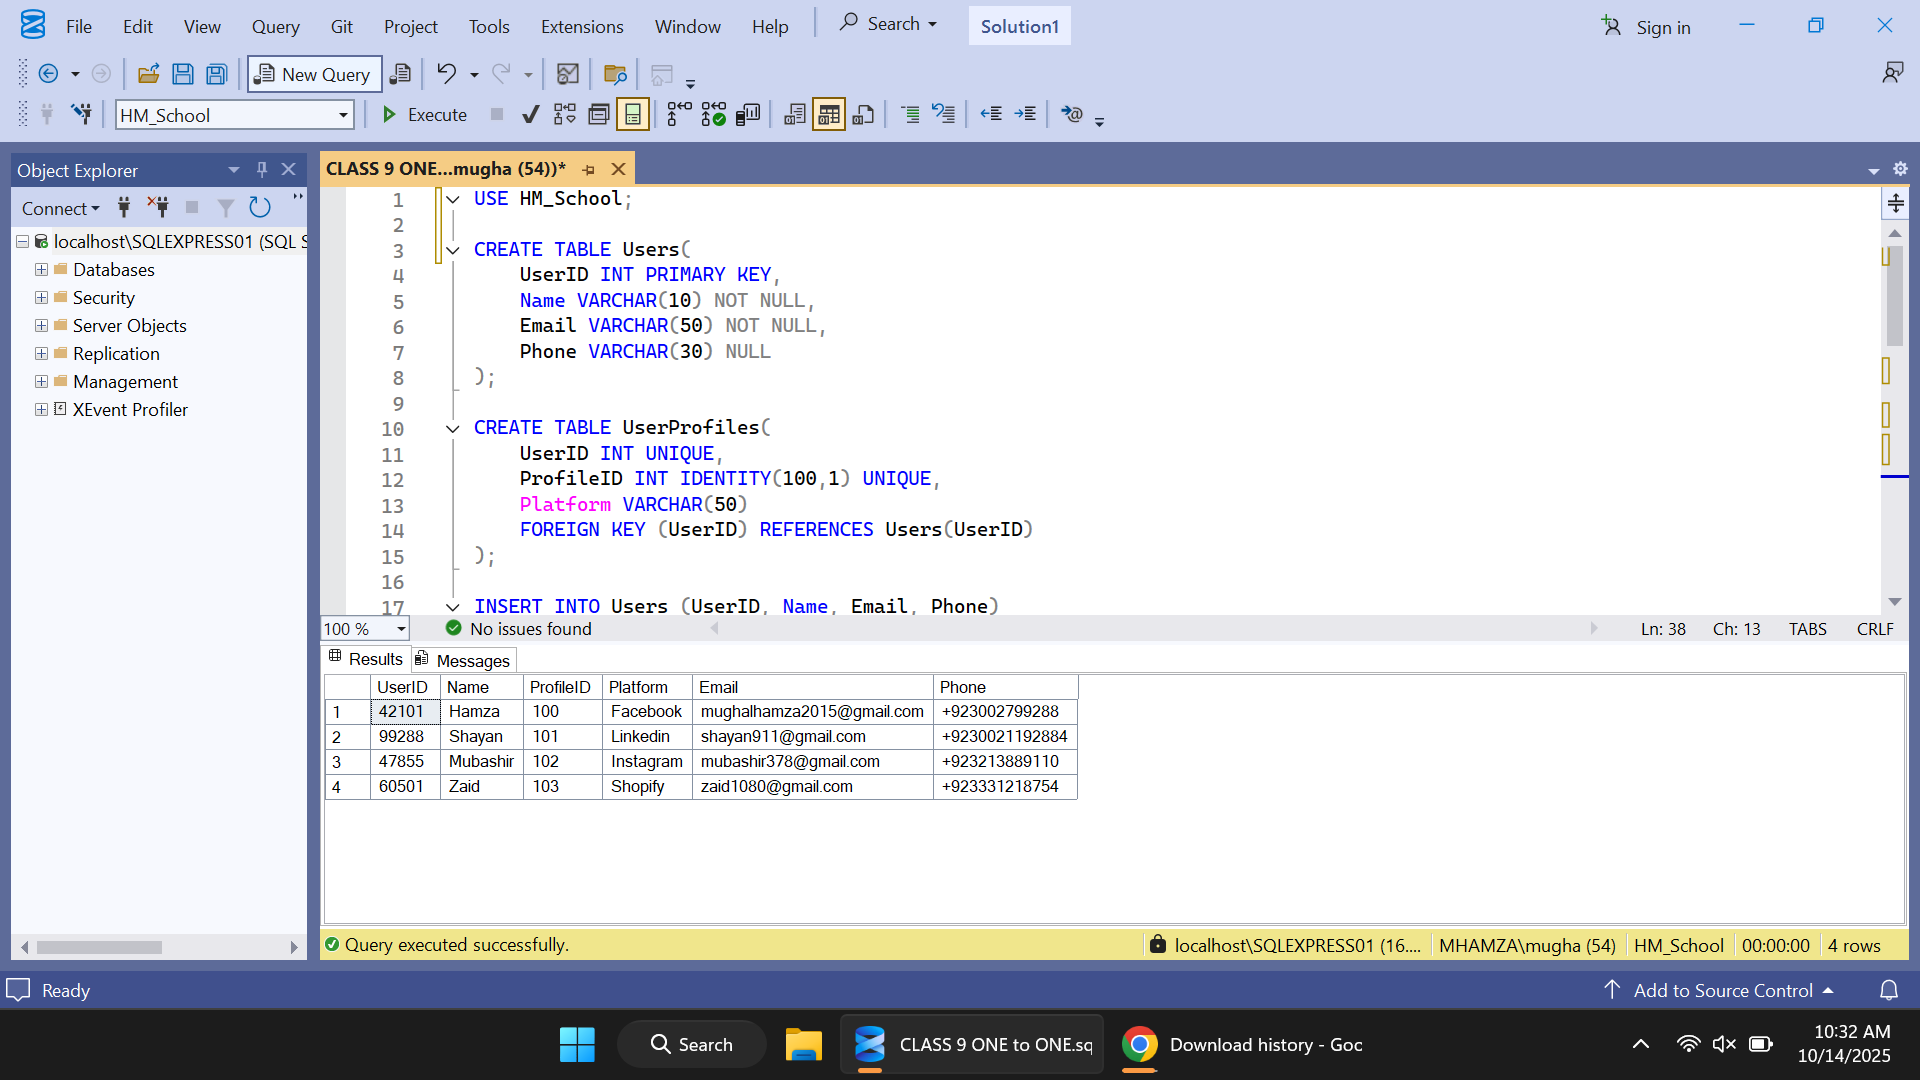 File Edit View Query Git Project Tools Extensions Window Help Search Solution1 Sign in
New Query
HM_School Execute
Object Explorer
CLASS 9 ONE...mugha (54))*
Connect
localhost\SQLEXPRESS01 (SQL S
Databases
Security
Server Objects
Replication
Management
XEvent Profiler
1 USE HM_School;
2
3 CREATE TABLE Users(
4 UserID INT PRIMARY KEY,
5 Name VARCHAR(10) NOT NULL,
6 Email VARCHAR(50) NOT NULL,
7 Phone VARCHAR(30) NULL
8 );
9
10 CREATE TABLE UserProfiles(
11 UserID INT UNIQUE,
12 ProfileID INT IDENTITY(100,1) UNIQUE,
13 Platform VARCHAR(50)
14 FOREIGN KEY (UserID) REFERENCES Users(UserID)
15 );
16
17 INSERT INTO Users (UserID, Name, Email, Phone)
100 % No issues found Ln: 38 Ch: 13 TABS CRLF
Results Messages
UserID Name ProfileID Platform Email Phone
1 42101 Hamza 100 Facebook mughalhamza2015@gmail.com +923002799288
2 99288 Shayan 101 Linkedin shayan911@gmail.com +9230021192884
3 47855 Mubashir 102 Instagram mubashir378@gmail.com +923213889110
4 60501 Zaid 103 Shopify zaid1080@gmail.com +923331218754
Query executed successfully. localhost\SQLEXPRESS01 (16.... MHAMZA\mugha (54) HM_School 00:00:00 4 rows
Ready Add to Source Control
Search CLASS 9 ONE to ONE.sq Download history - Goc 10:32 AM
10/14/2025